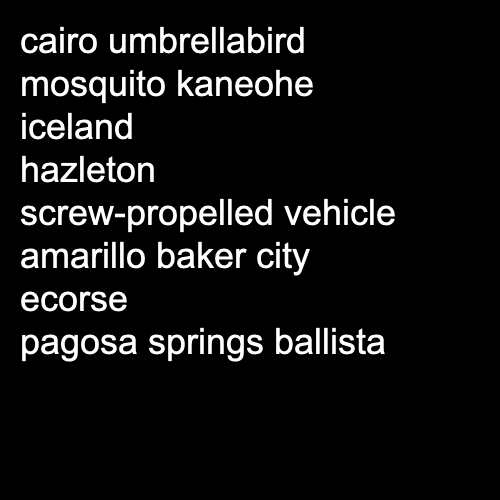 cairo umbrellabird
mosquito kaneohe
iceland
hazleton
screw-propelled vehicle
amarillo baker city
ecorse
pagosa springs ballista